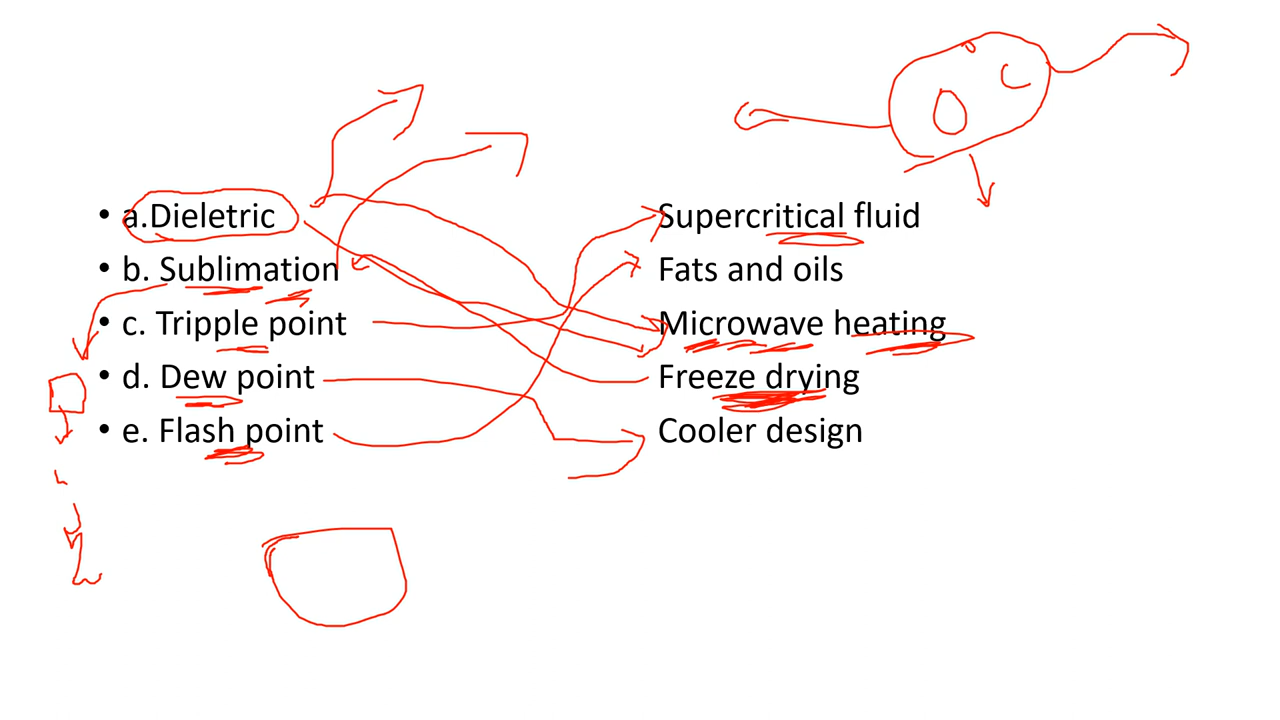 • a.Dieletric Supercritical fluid
• b. Sublimation Fats and oils
• c. Tripple point Microwave heating
• d. Dew point Freeze drying
• e. Flash point Cooler design